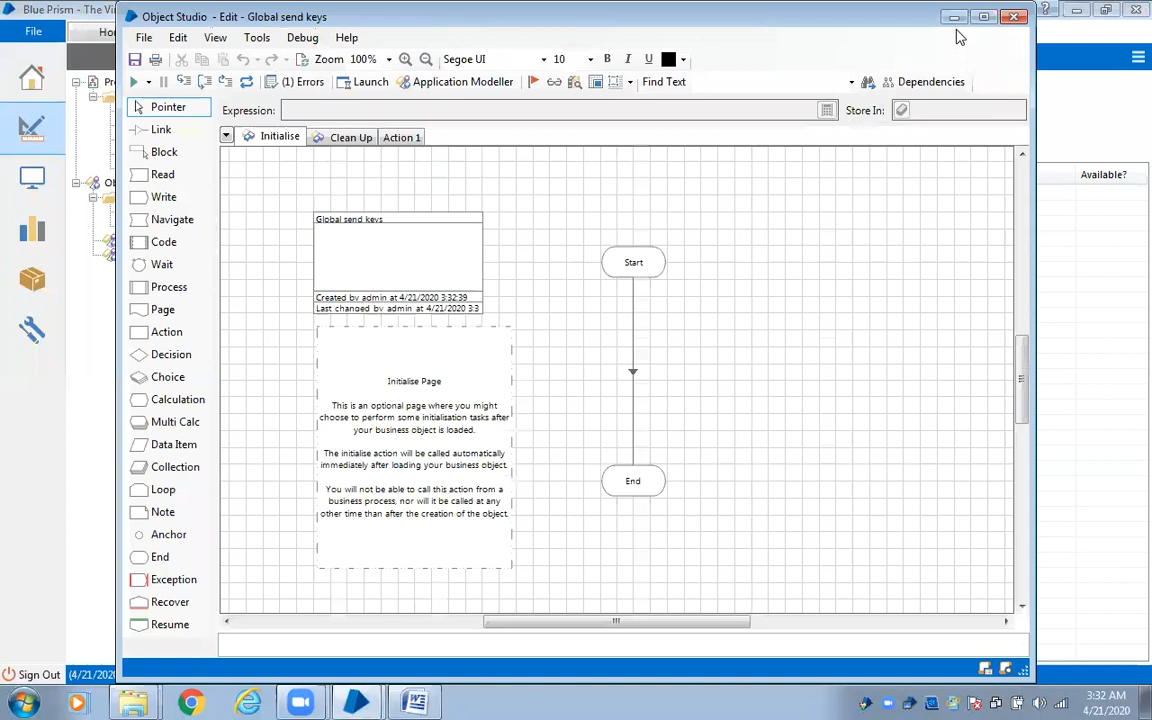 Blue Prism - The Vir
Object Studio - Edit - Global send keys
File
Hom
File Edit View Tools Debug Help
Zoom 100% Segoe UI 10 B I U
(1) Errors Launch Application Modeller Find Text Dependencies
Pointer
Expression: Store In:
Link
Initialise Clean Up Action 1
Block
Read
Available?
Write
Navigate
Code
Wait
Process
Page
Action
Decision
Choice
Calculation
Multi Calc
Data Item
Collection
Loop
Note
Anchor
End
Exception
Recover
Resume
Global send keys
Created by admin at 4/21/2020 3:32:39
Last changed by admin at 4/21/2020 3:3
Initialise Page
This is an optional page where you might
choose to perform some initialisation tasks after
your business object is loaded.
The initialise action will be called automatically
immediately after loading your business object.
You will not be able to call this action from a
business process, nor will it be called at any
other time than after the creation of the object.
Start
End
Sign Out (4/21/202
3:32 AM
4/21/2020